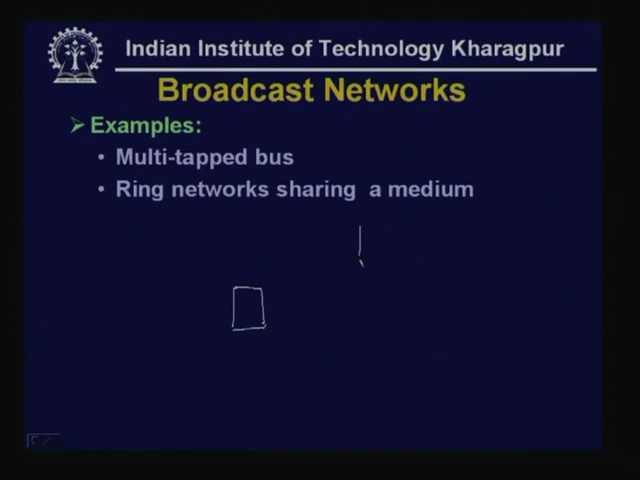 Indian Institute of Technology Kharagpur
Broadcast Networks
Examples:
Multi-tapped bus
Ring networks sharing a medium